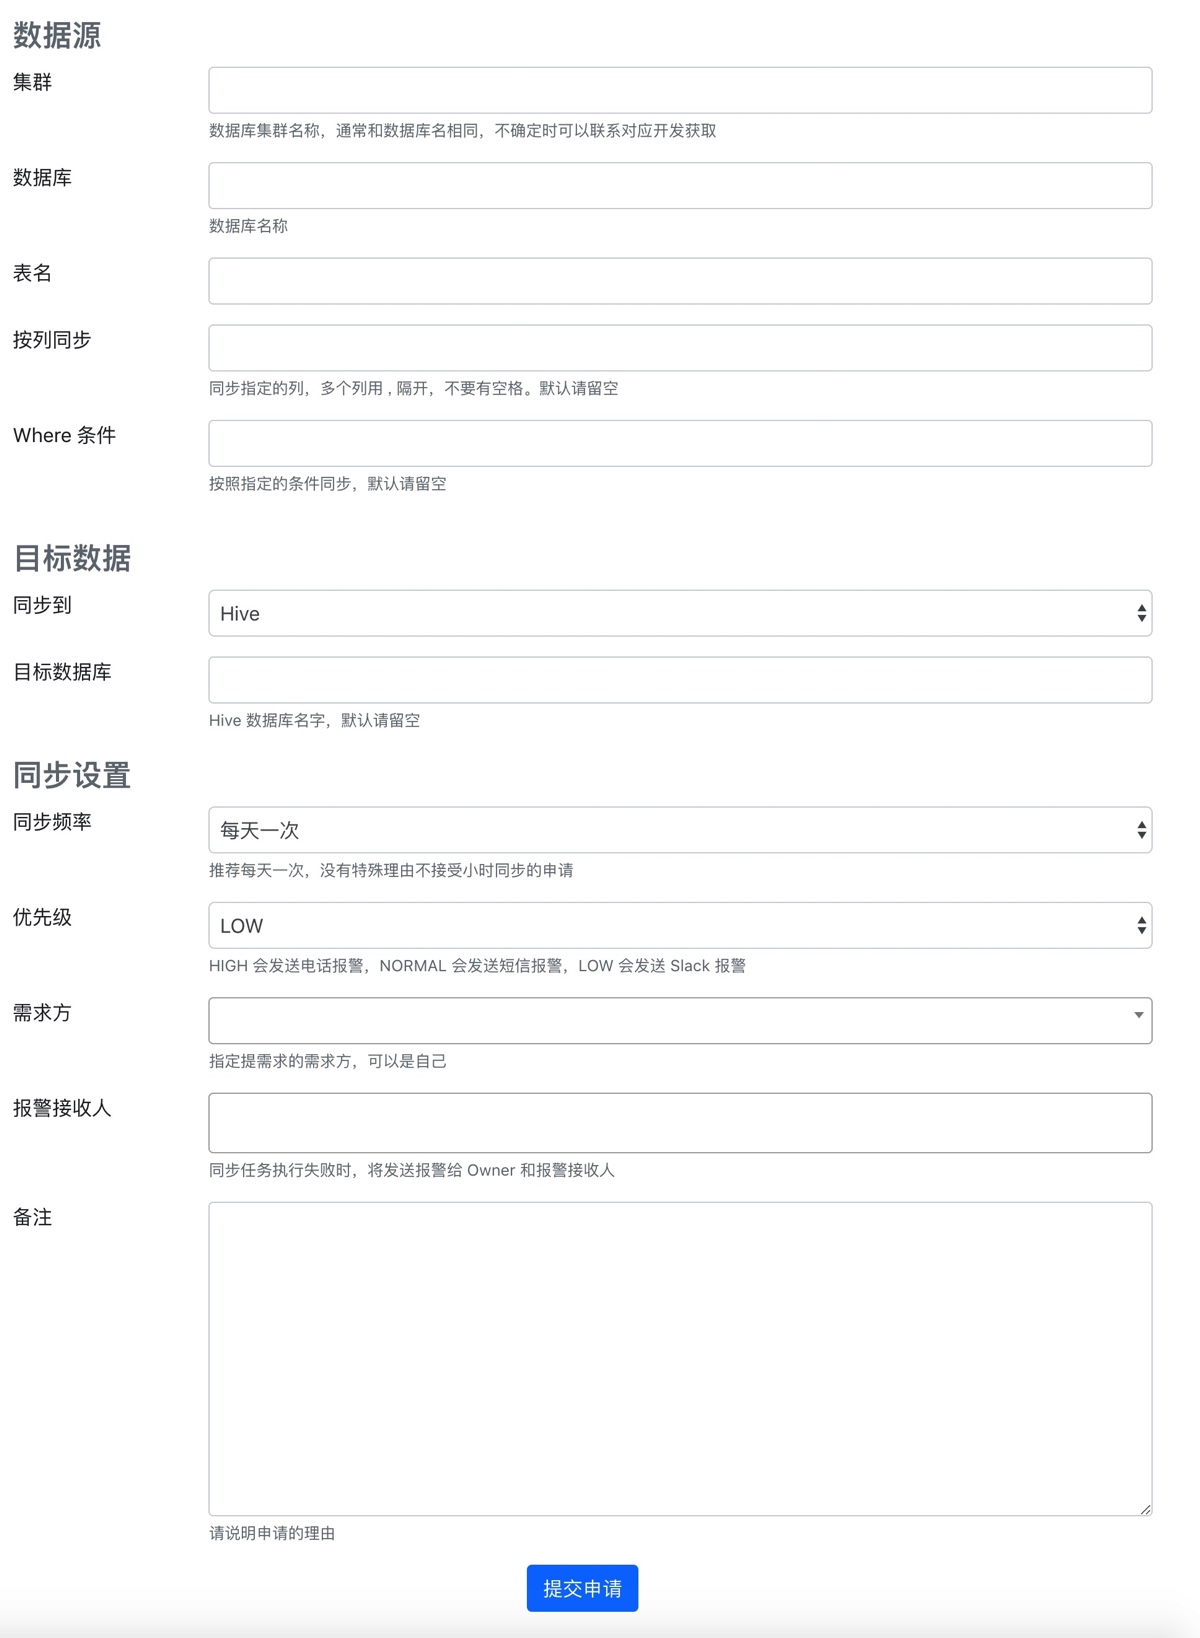 数据源
集群
数据库集群名称，通常和数据库名相同，不确定时可以联系对应开发获取
数据库
数据库名称
表名
按列同步
同步指定的列，多个列用 , 隔开，不要有空格。默认请留空
Where 条件
按照指定的条件同步，默认请留空
目标数据
同步到
Hive
目标数据库
Hive 数据库名字，默认请留空
同步设置
同步频率
每天一次
推荐每天一次，没有特殊理由不接受小时同步的申请
优先级
LOW
HIGH 会发送电话报警，NORMAL 会发送短信报警，LOW 会发送 Slack 报警
需求方
指定提需求的需求方，可以是自己
报警接收人
同步任务执行失败时，将发送报警给 Owner 和报警接收人
备注
请说明申请的理由
提交申请